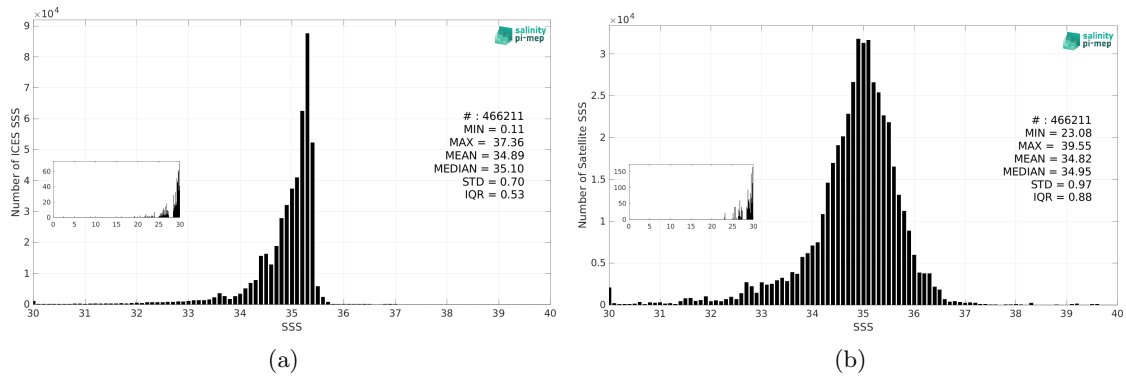 ×10⁴
9
8
7
6
5
4
3
2
1
0
Number of ICES SSS
30 31 32 33 34 35 36 37 38 39 40
SSS
salinity
pi-mep
# : 466211
MIN = 0.11
MAX = 37.36
MEAN = 34.89
MEDIAN = 35.10
STD = 0.70
IQR = 0.53
60
40
20
0
0 5 10 15 20 25 30
(a)
×10⁴
3
2.5
2
1.5
1
0.5
0
Number of Satellite SSS
30 31 32 33 34 35 36 37 38 39 40
SSS
salinity
pi-mep
# : 466211
MIN = 23.08
MAX = 39.55
MEAN = 34.82
MEDIAN = 34.95
STD = 0.97
IQR = 0.88
150
100
50
0
0 5 10 15 20 25 30
(b)